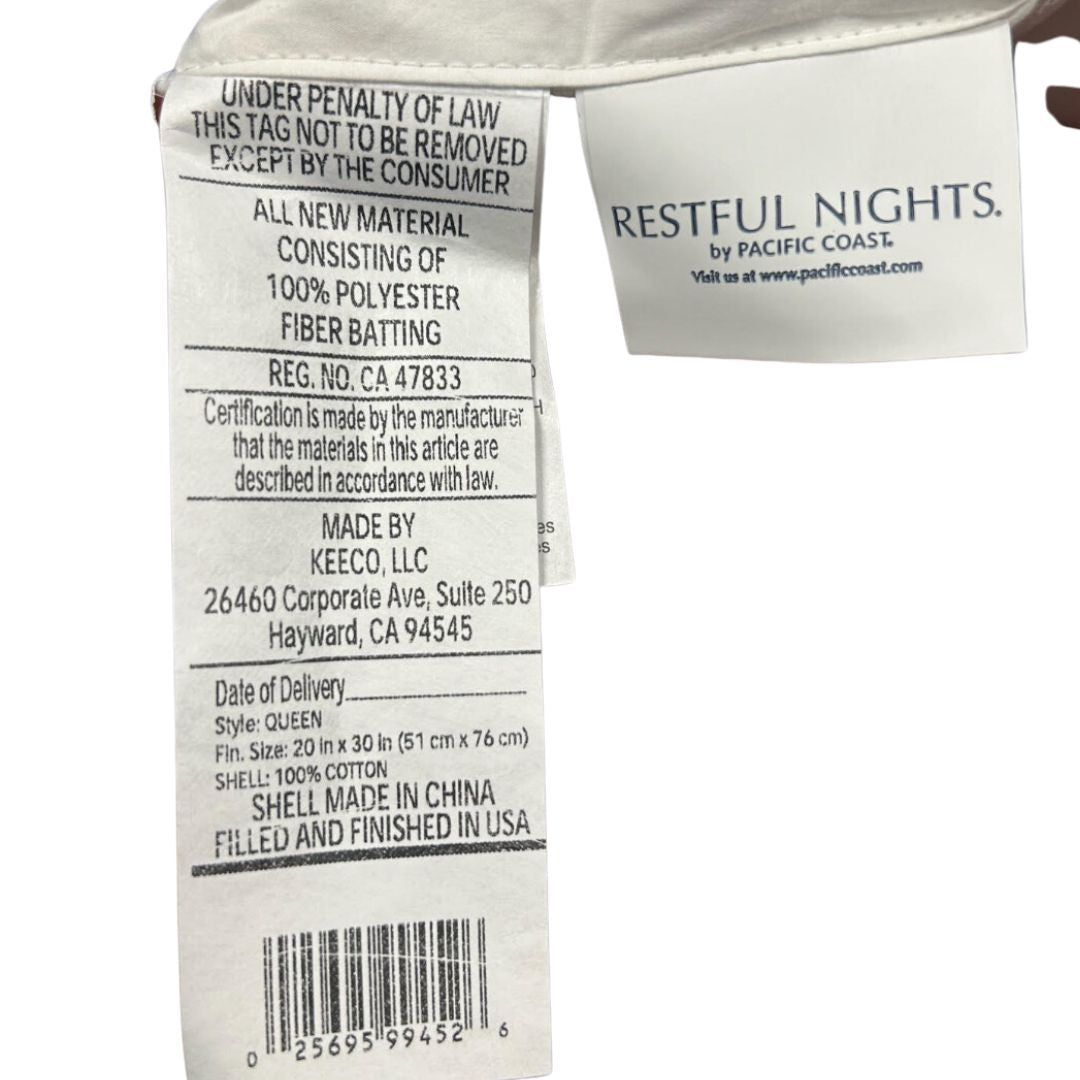 UNDER PENALTY OF LAW
THIS TAG NOT TO BE REMOVED
EXCEPT BY THE CONSUMER
ALL NEW MATERIAL
CONSISTING OF
100% POLYESTER
FIBER BATTING
REG. NO. CA 47833
Certification is made by the manufacturer
that the materials in this article are
described in accordance with law.
MADE BY
KEECO, LLC
26460 Corporate Ave, Suite 250
Hayward, CA 94545
Date of Delivery
Style: QUEEN
Fin. Size: 20 in x 30 in (51 cm x 76 cm)
SHELL: 100% COTTON
SHELL MADE IN CHINA
FILLED AND FINISHED IN USA
0 25695 99452 6
RESTFUL NIGHTS®
by PACIFIC COAST®
Visit us at www.pacificcoast.com